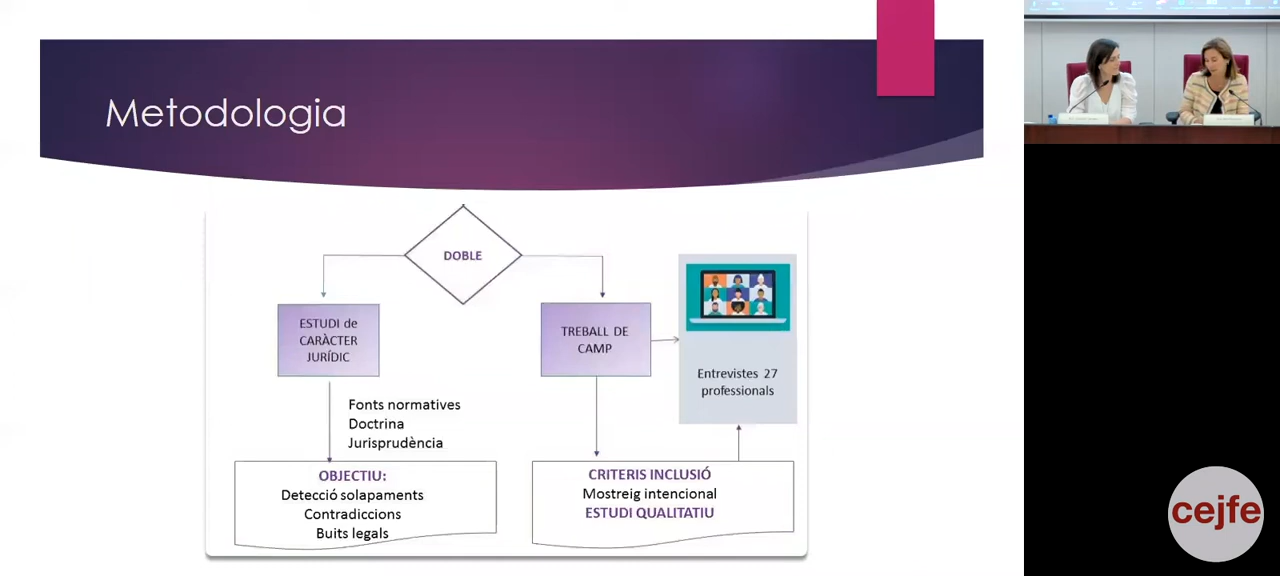 Metodologia
DOBLE
ESTUDI de
CARÀCTER
JURÍDIC
TREBALL DE
CAMP
Entrevistes 27
professionals
Fonts normatives
Doctrina
Jurisprudència
OBJECTIU:
Detecció solapaments
Contradiccions
Buits legals
CRITERIS INCLUSIÓ
Mostreig intencional
ESTUDI QUALITATIU
cejfe